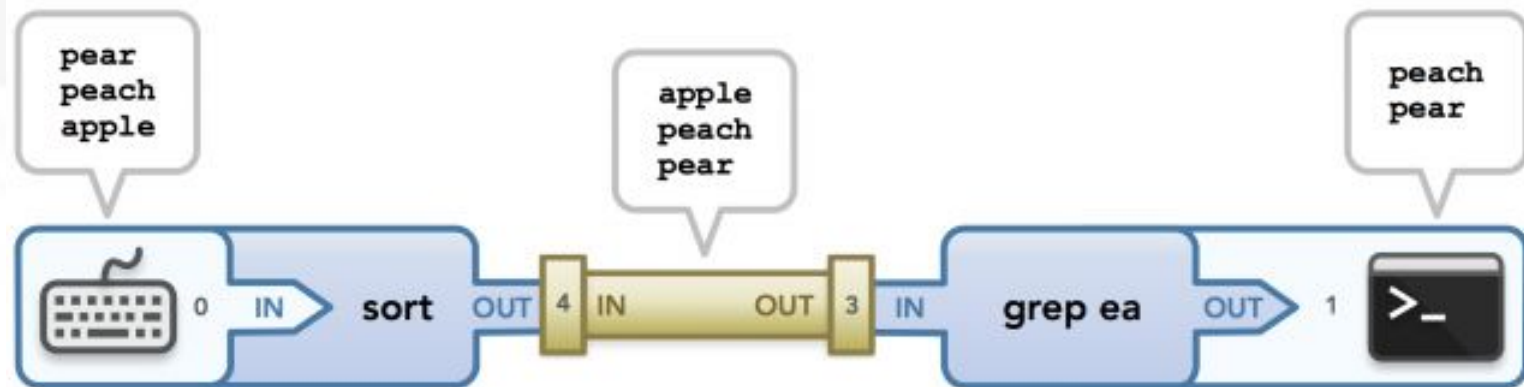 pear
peach
apple
apple
peach
pear
peach
pear
0 IN sort OUT 4 IN OUT 3 IN grep ea OUT 1 >_